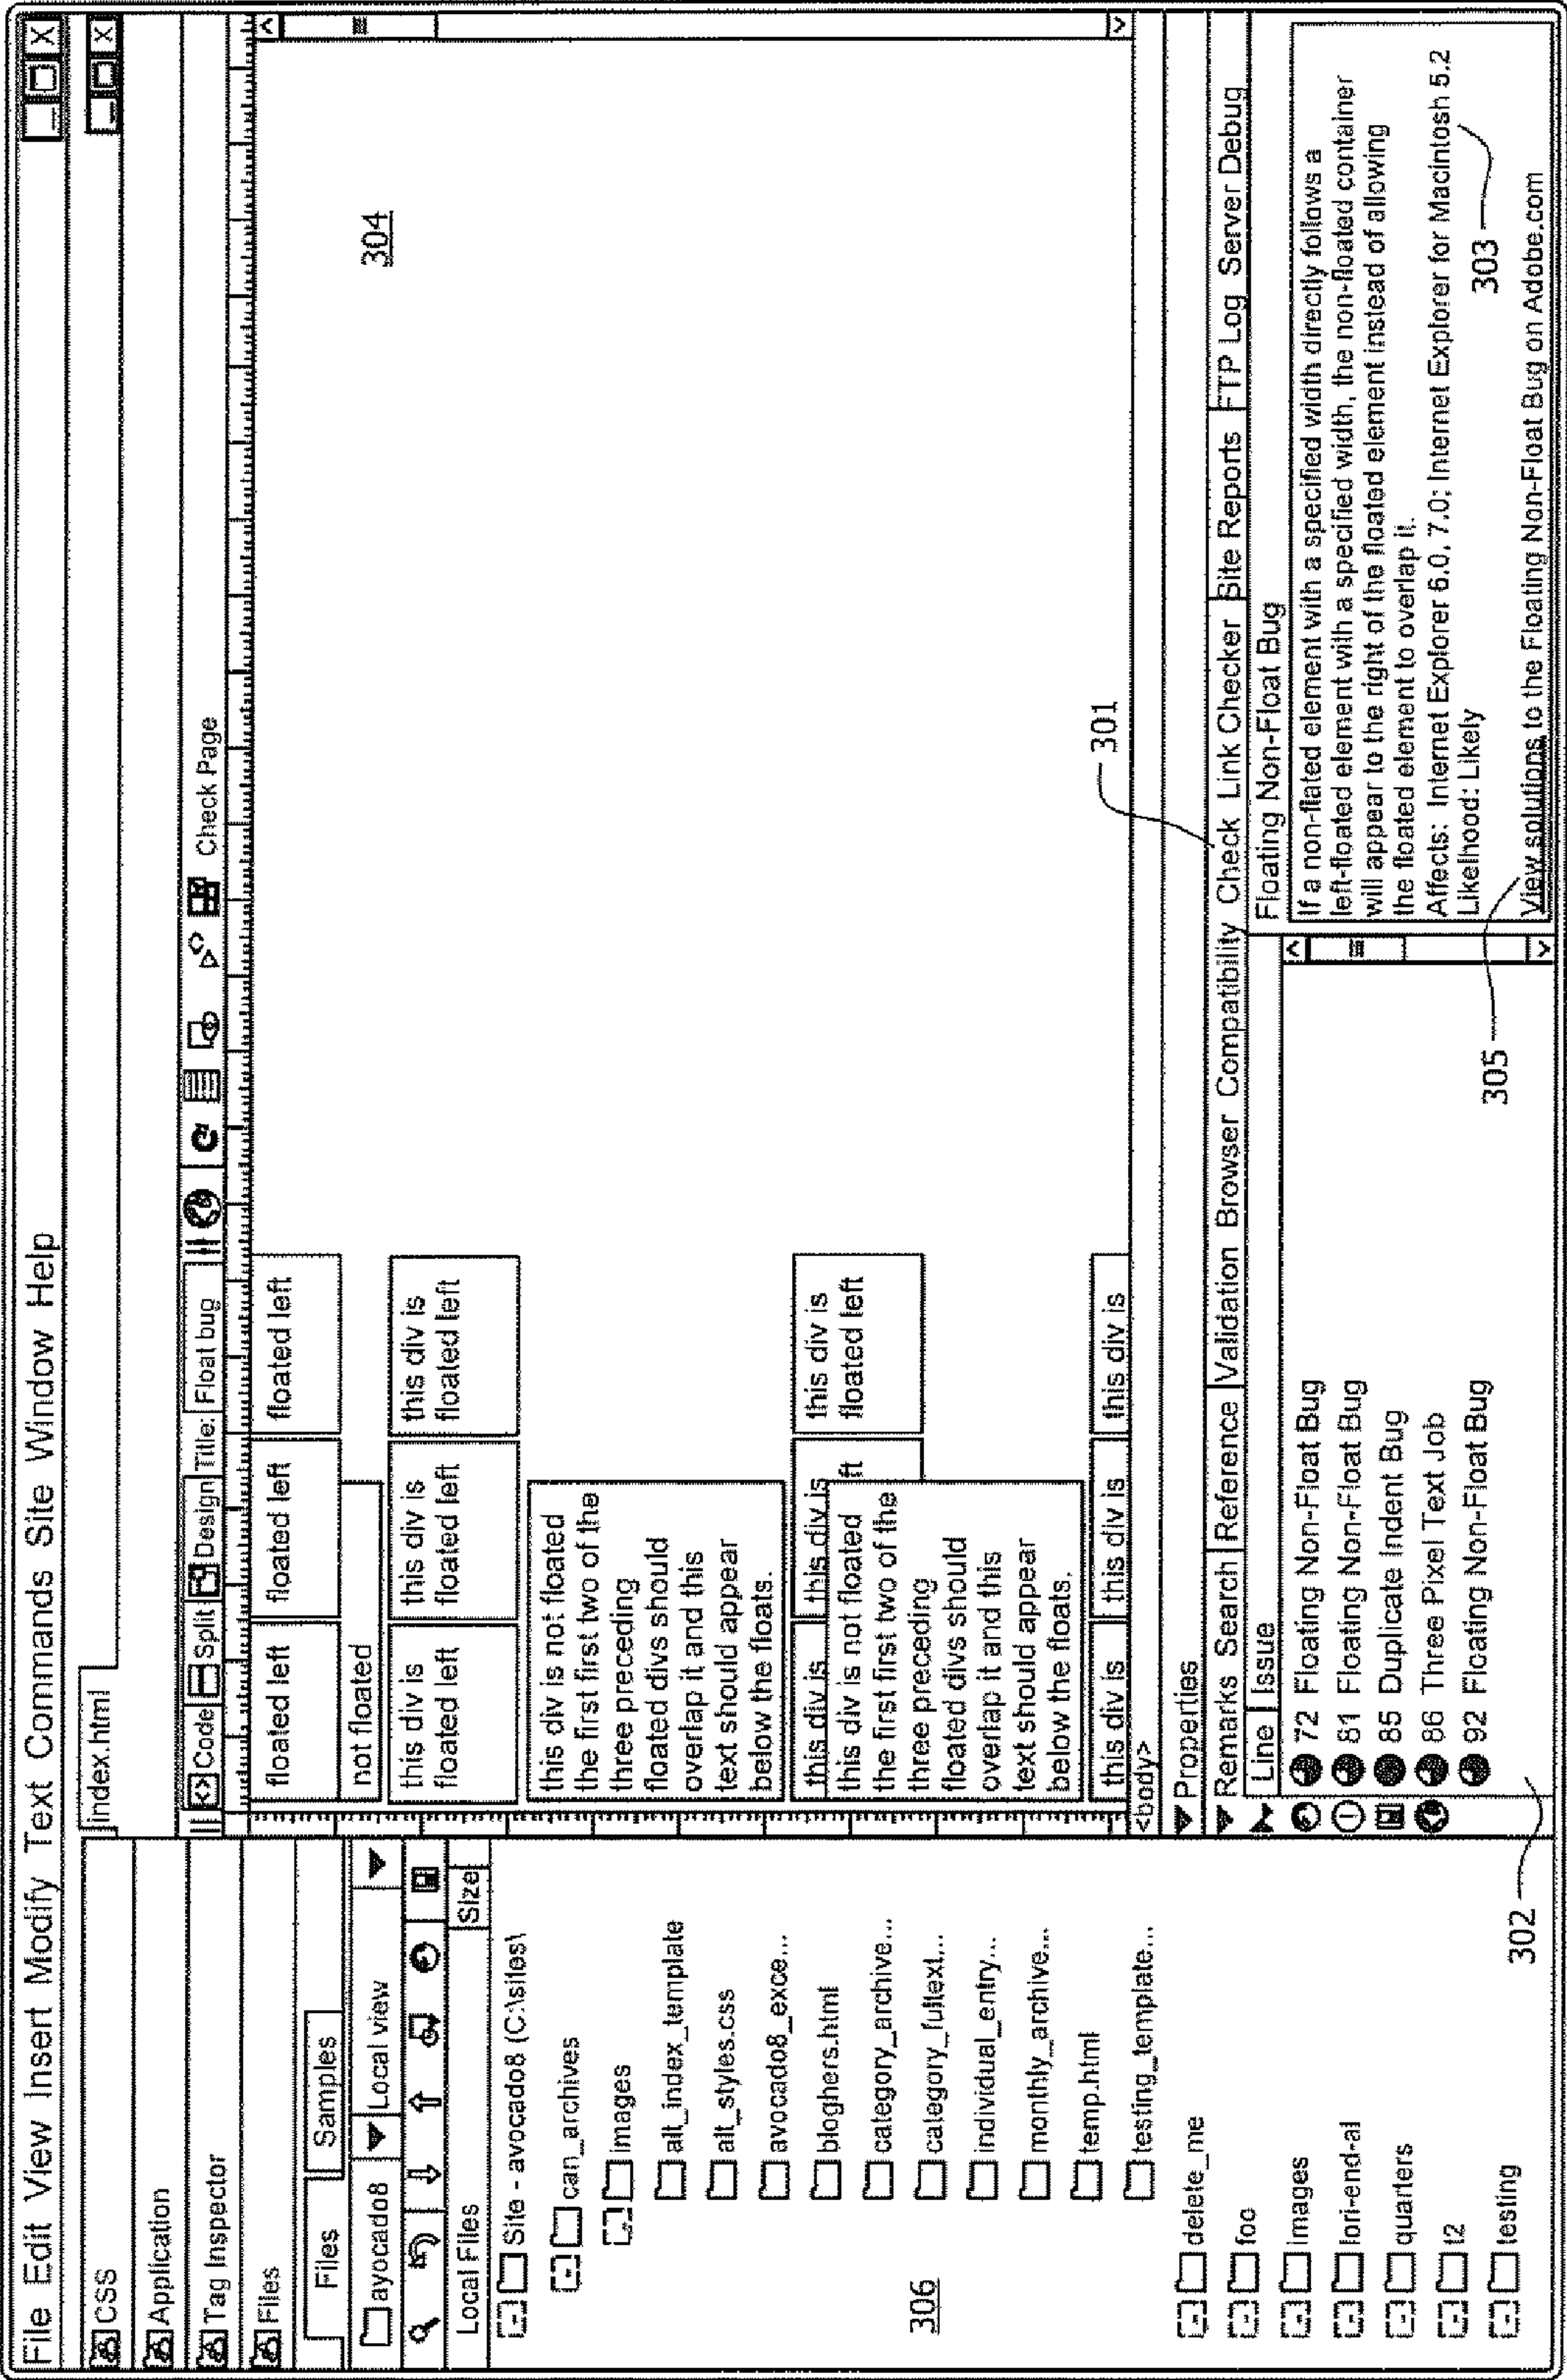 File Edit View Insert Modify Text Commands Site Window Help
CSS
Application
Tag Inspector
Files
Files Samples
ayocado8 Local view
Local Files Size
Site - avocado8 (C:\sites\
can_archives
images
alt_index_template
alt_styles.css
avocado8_exce...
bloghers.html
category_archive...
category_fulltext...
individual_entry...
monthly_archive...
temp.html
testing_template...
306
delete_me
foo
images
lori-end-al
quarters
t2
testing
index.html
<> Code Split Design Title: Float bug Check Page
floated left floated left floated left
304
not floated
this div is this div is this div is
floated left floated left floated left
this div is not floated
the first first two of the
three preceding
floated divs should
overlap it and this
text should appear
below the floats.
this div is this div is this div is
ft floated left
this div is not floated
the first first two of the
three preceding
floated divs should
overlap it and this
text should appear
below the floats.
this div is this div is this div is
<body>
301
Properties
Remarks Search Reference Validation Browser Compatibility Check Link Checker Site Reports FTP Log Server Debug
Line Issue
72 Floating Non-Float Bug
81 Floating Non-Float Bug
85 Duplicate Indent Bug
86 Three Pixel Text Job
92 Floating Non-Float Bug
302
Floating Non-Float Bug
If a non-flated element with a specified width directly follows a
left-floated element with a specified width, the non-floated container
will appear to the right of the floated element instead of allowing
the floated element to overlap it.
Affects: Internet Explorer 6.0, 7.0; Internet Explorer for Macintosh 5.2
Likelhood: Likely
303
View solutions to the Floating Non-Float Bug on Adobe.com
305